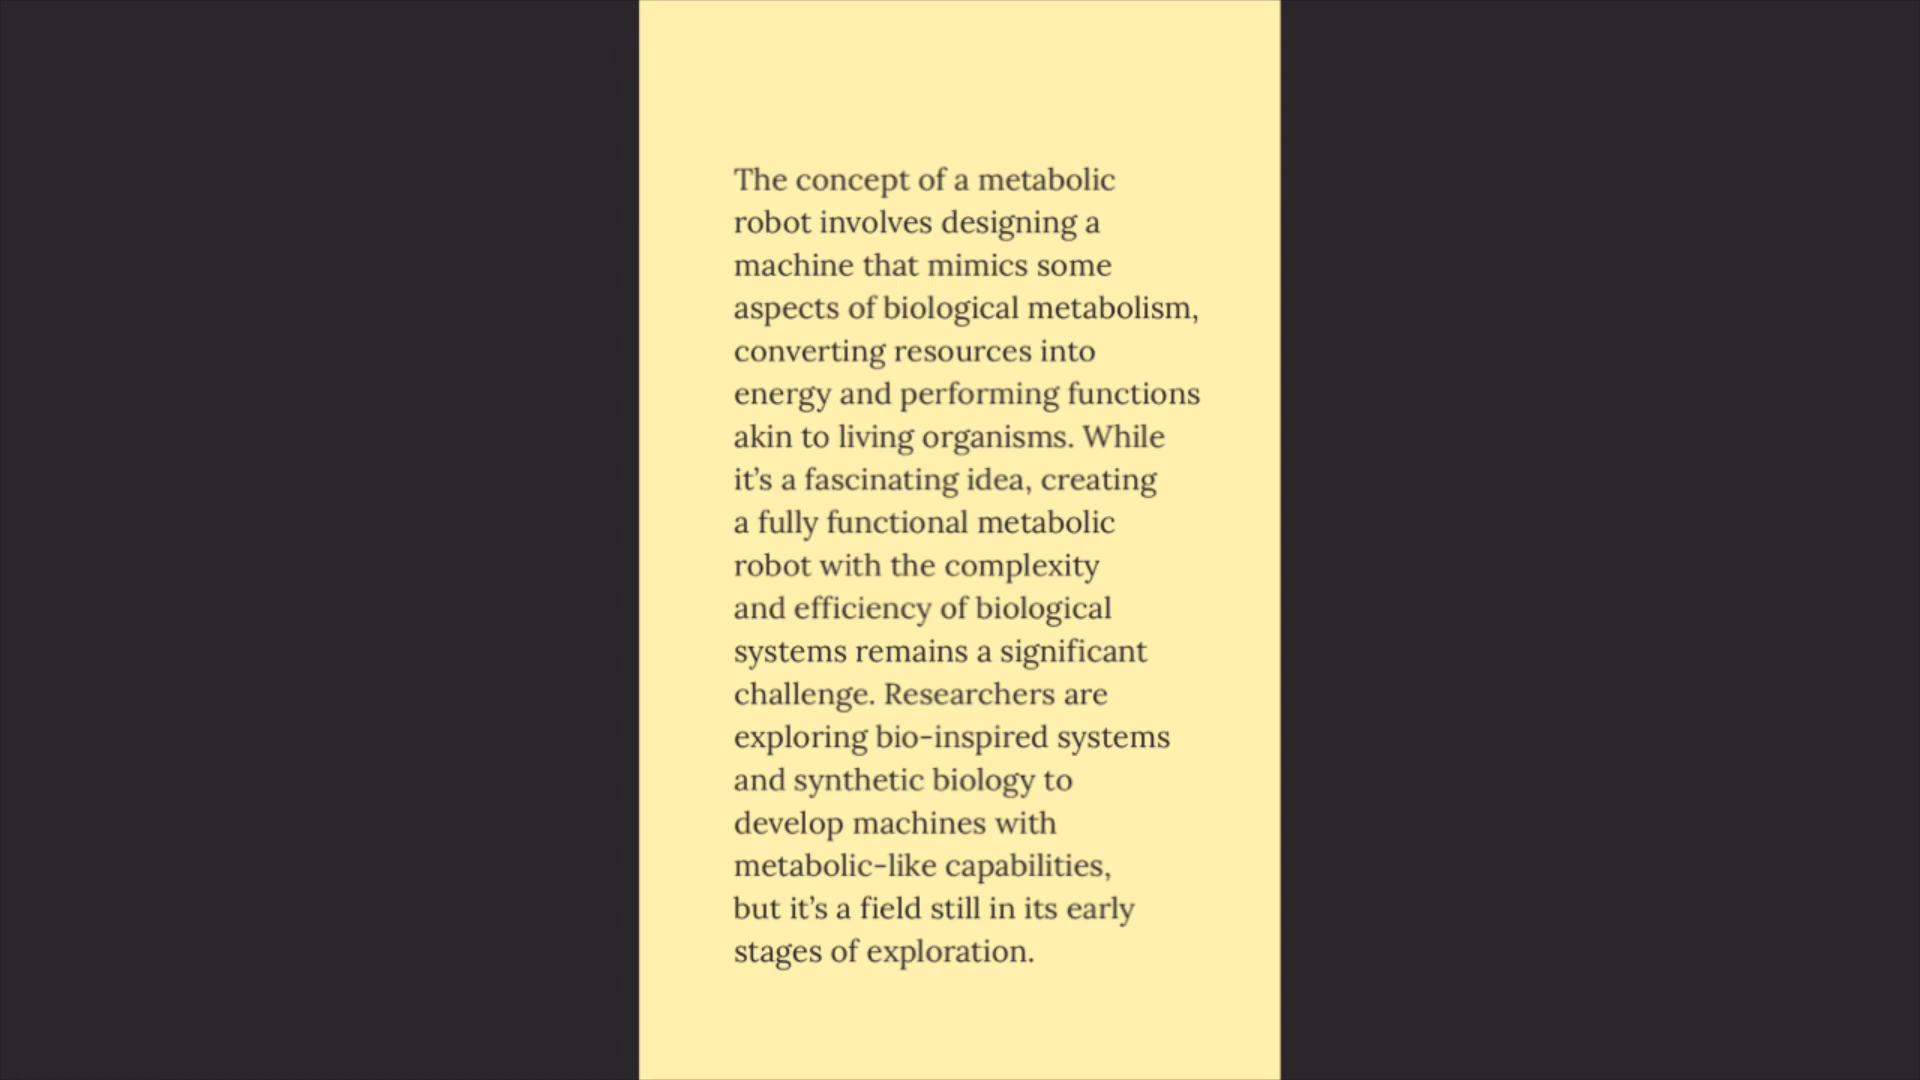 The concept of a metabolic
robot involves designing a
machine that mimics some
aspects of biological metabolism,
converting resources into
energy and performing functions
akin to living organisms. While
it’s a fascinating idea, creating
a fully functional metabolic
robot with the complexity
and efficiency of biological
systems remains a significant
challenge. Researchers are
exploring bio-inspired systems
and synthetic biology to
develop machines with
metabolic-like capabilities,
but it’s a field still in its early
stages of exploration.